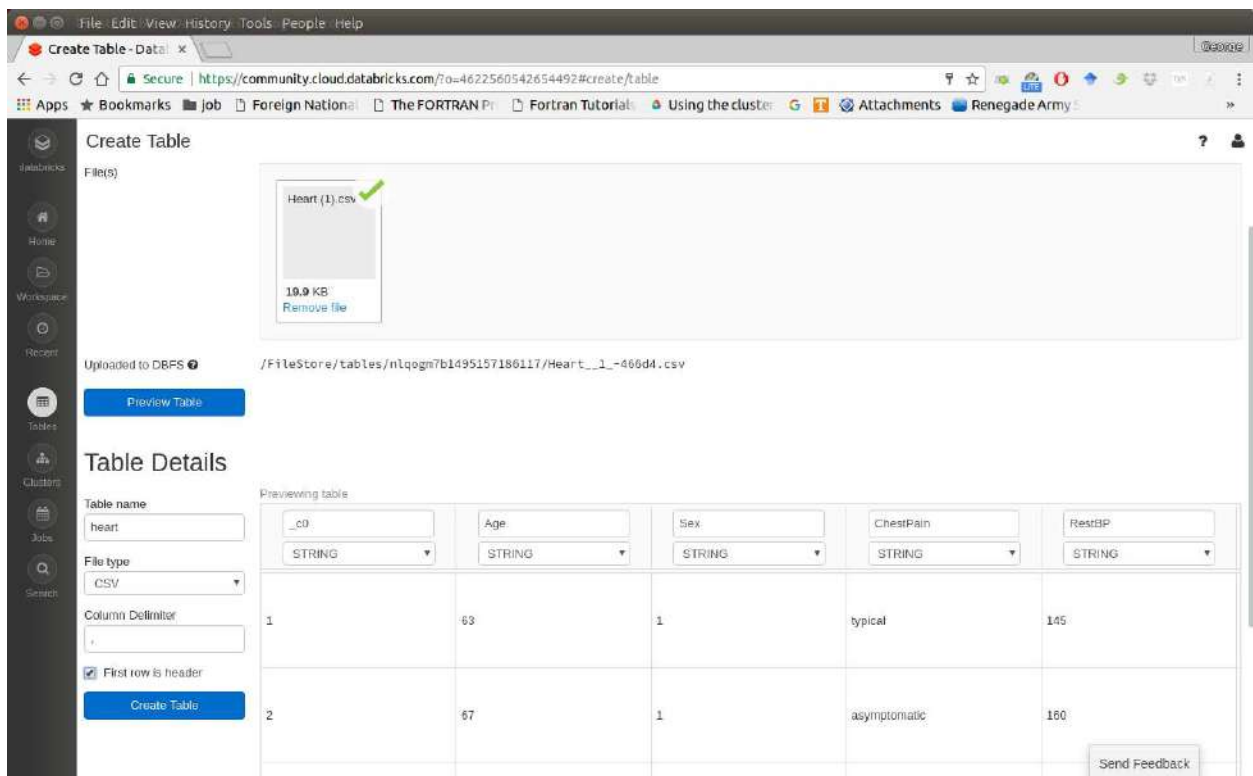 File Edit View History Tools People Help
Create Table - Data
George
Secure | https://community.cloud.databricks.com/?o=4622560542654492#create/table
Apps Bookmarks job Foreign National The FORTRAN Pr Fortran Tutorials Using the cluster G Attachments Renegade Army S »
databricks
Create Table ?
File(s)
Heart (1).csv
19.9 KB
Remove file
Home
Workspace
Recent
Uploaded to DBFS /FileStore/tables/nlqogm7b1495157186117/Heart__1_-466d4.csv
Preview Table
Tables
Clusters
Jobs
Search
Table Details
Table name
heart
File type
CSV
Column Delimiter
,
First row is header
Create Table
Previewing table
_c0 Age Sex ChestPain RestBP
STRING STRING STRING STRING STRING
1 63 1 typical 145
2 67 1 asymptomatic 160
Send Feedback